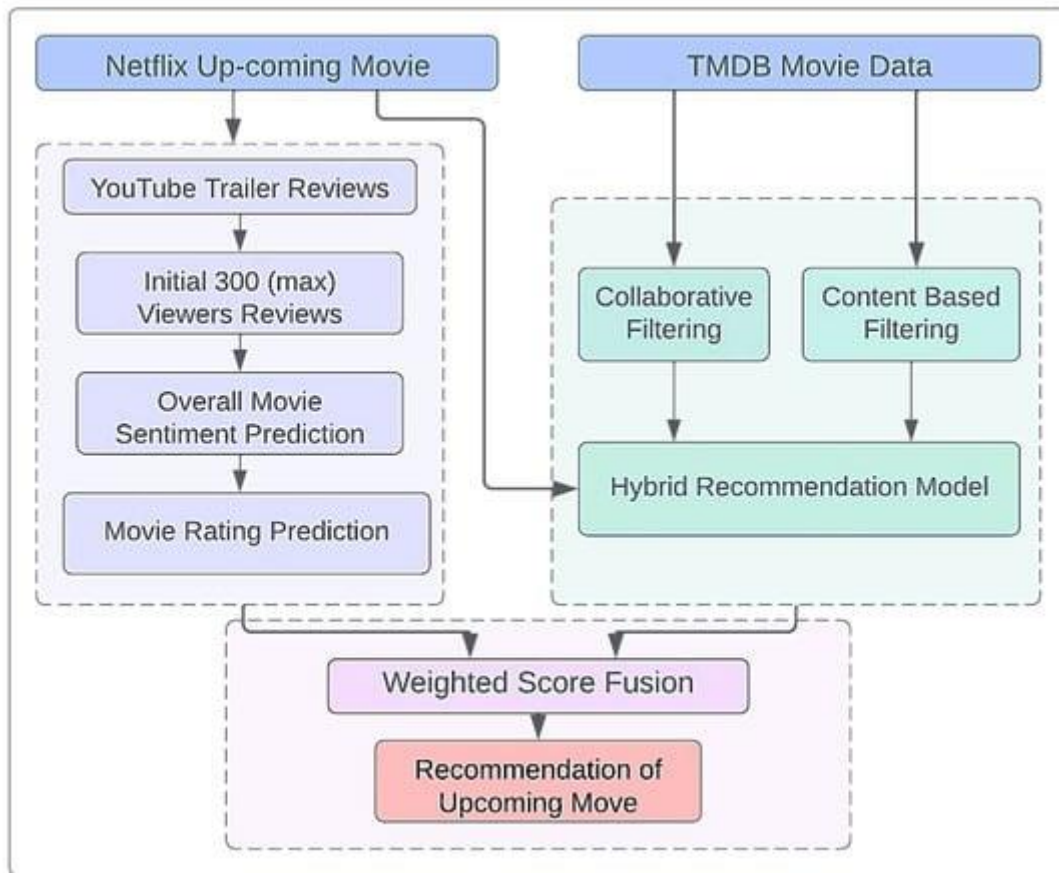 Netflix Up-coming Movie
TMDB Movie Data
YouTube Trailer Reviews
Initial 300 (max)
Viewers Reviews
Overall Movie
Sentiment Prediction
Movie Rating Prediction
Collaborative
Filtering
Content Based
Filtering
Hybrid Recommendation Model
Weighted Score Fusion
Recommendation of
Upcoming Move